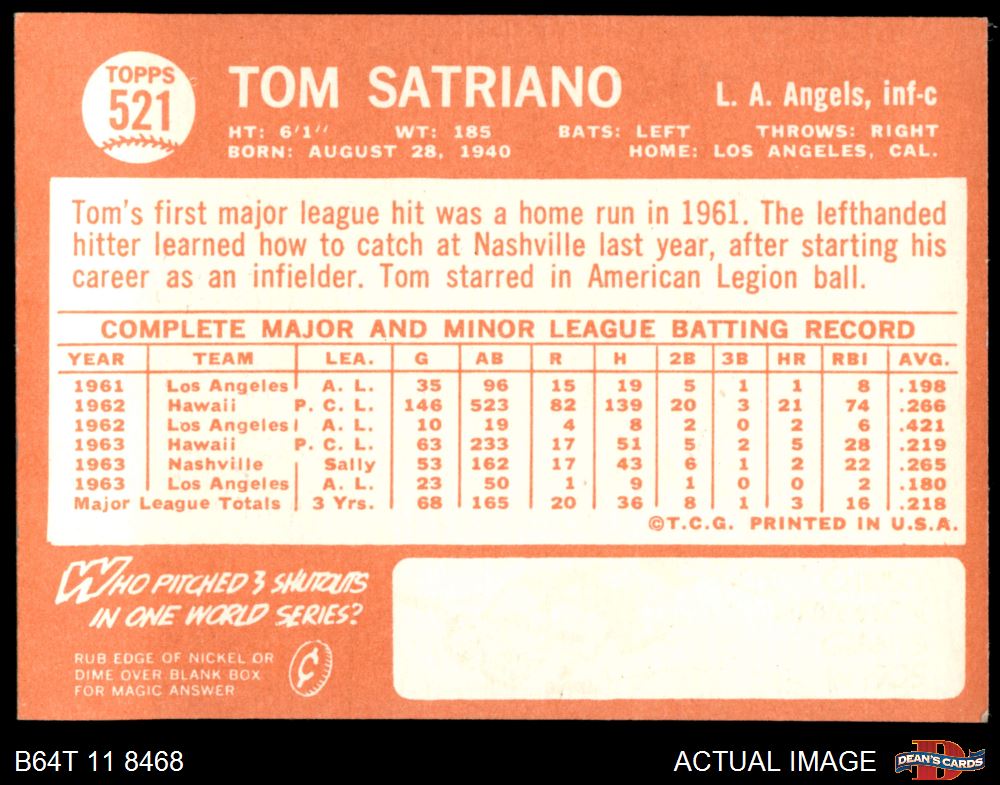 TOPPS
521
TOM SATRIANO
L. A. Angels, inf-c
HT: 6'1" WT: 185 BATS: LEFT THROWS: RIGHT
BORN: AUGUST 28, 1940 HOME: LOS ANGELES, CAL.
Tom's first major league hit was a home run in 1961. The lefthanded
hitter learned how to catch at Nashville last year, after starting his
career as an infielder. Tom starred in American Legion ball.
COMPLETE MAJOR AND MINOR LEAGUE BATTING RECORD
YEAR TEAM LEA. G AB R H 2B 3B HR RBI AVG.
1961 Los Angeles A. L. 35 96 15 19 5 1 1 8 .198
1962 Hawaii P. C. L. 146 523 82 139 20 3 21 74 .266
1962 Los Angeles A. L. 10 19 4 8 2 0 2 6 .421
1963 Hawaii P. C. L. 63 233 17 51 5 2 5 28 .219
1963 Nashville Sally 53 162 17 43 6 1 2 22 .265
1963 Los Angeles A. L. 23 50 1 9 1 0 0 2 .180
Major League Totals 3 Yrs. 68 165 20 36 8 1 3 16 .218
©T.C.G. PRINTED IN U.S.A.
WHO PITCHED 3 SHUTOUTS
IN ONE WORLD SERIES?
RUB EDGE OF NICKEL OR
DIME OVER BLANK BOX
FOR MAGIC ANSWER
¢
B64T 11 8468
ACTUAL IMAGE
D
DEAN'S CARDS